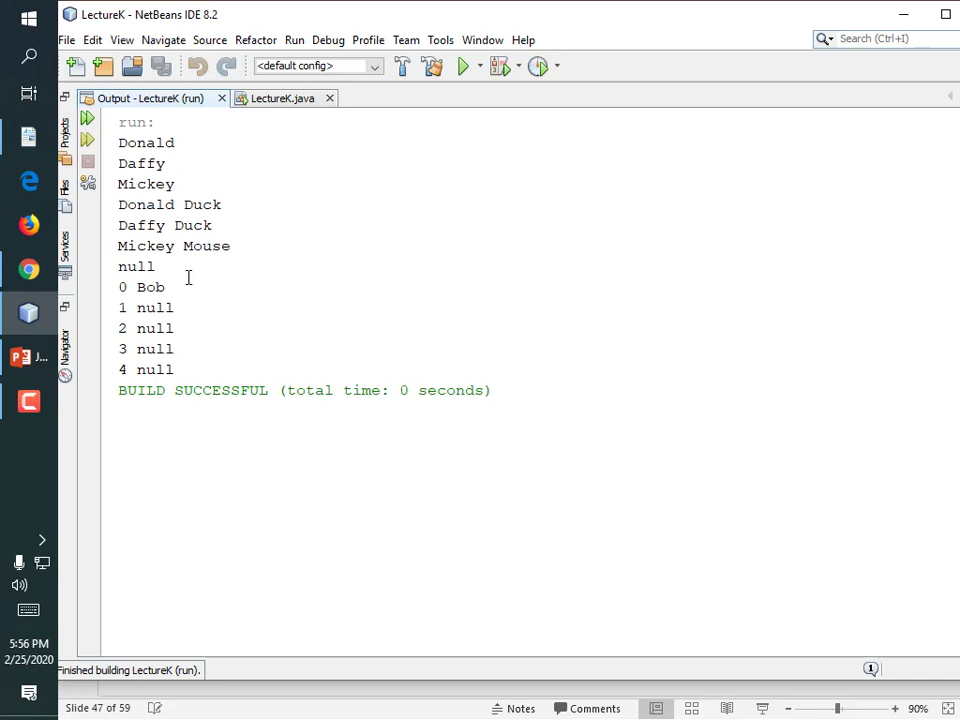 LectureK - NetBeans IDE 8.2
File Edit View Navigate Source Refactor Run Debug Profile Team Tools Window Help
<default config>
Search (Ctrl+I)
Output - LectureK (run)
LectureK.java
Projects
Files
Services
Navigator
run:
Donald
Daffy
Mickey
Donald Duck
Daffy Duck
Mickey Mouse
null
0 Bob
1 null
2 null
3 null
4 null
BUILD SUCCESSFUL (total time: 0 seconds)
J...
5:56 PM
2/25/2020
Finished building LectureK (run).
1
Slide 47 of 59
Notes
Comments
90%